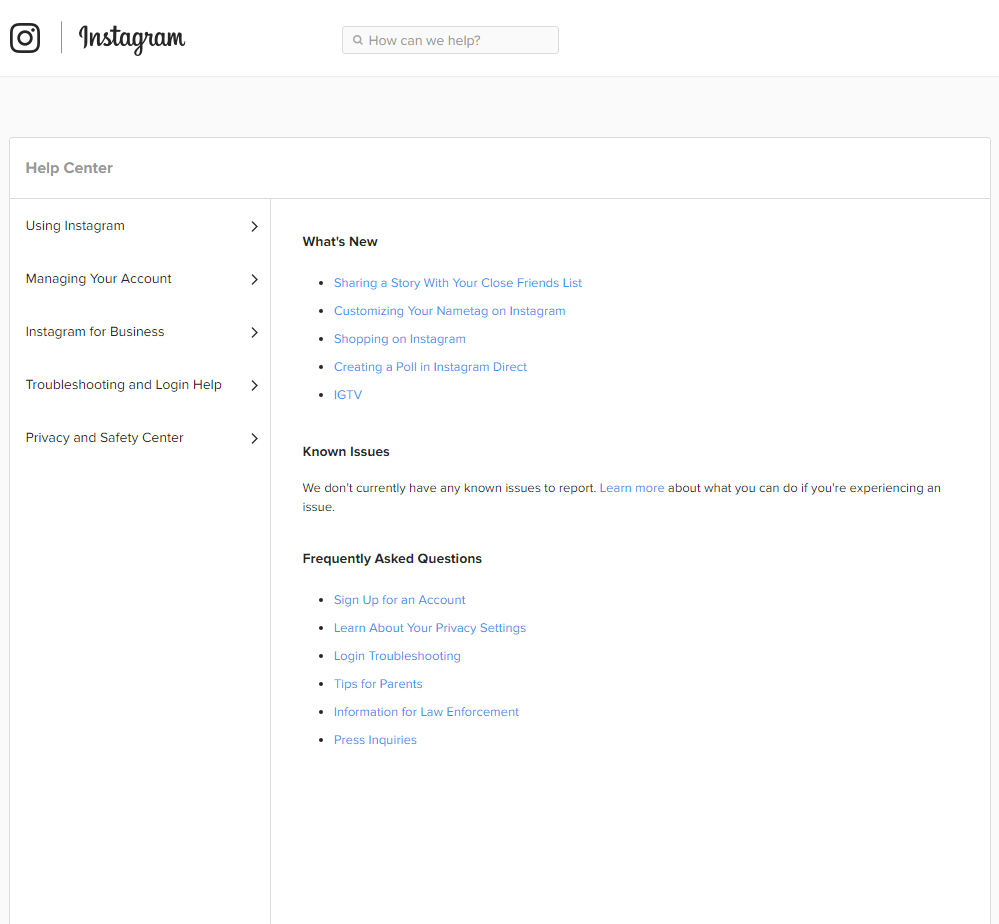 Instagram
How can we help?
Help Center
Using Instagram
Managing Your Account
Instagram for Business
Troubleshooting and Login Help
Privacy and Safety Center
What's New
Sharing a Story With Your Close Friends List
Customizing Your Nametag on Instagram
Shopping on Instagram
Creating a Poll in Instagram Direct
IGTV
Known Issues
We don't currently have any known issues to report. Learn more about what you can do if you're experiencing an
issue.
Frequently Asked Questions
Sign Up for an Account
Learn About Your Privacy Settings
Login Troubleshooting
Tips for Parents
Information for Law Enforcement
Press Inquiries